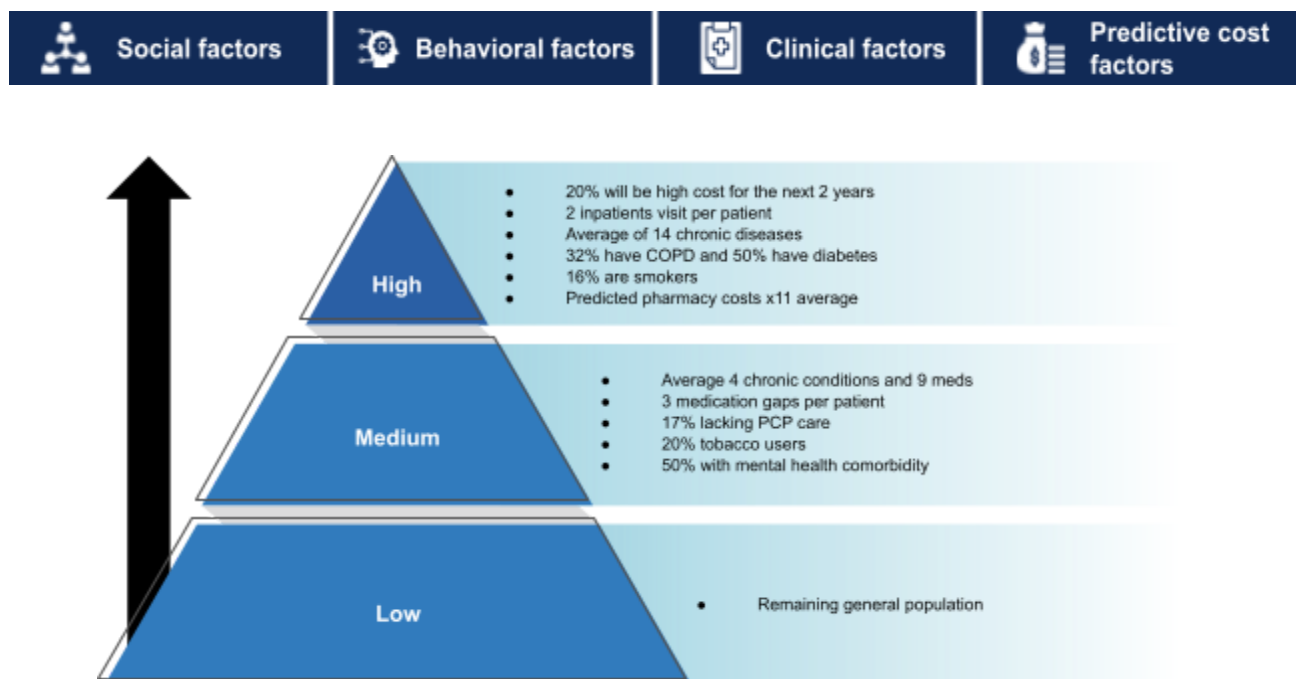 Social factors
Behavioral factors
Clinical factors
Predictive cost
factors
High
• 20% will be high cost for the next 2 years
• 2 inpatients visit per patient
• Average of 14 chronic diseases
• 32% have COPD and 50% have diabetes
• 16% are smokers
• Predicted pharmacy costs x11 average
Medium
• Average 4 chronic conditions and 9 meds
• 3 medication gaps per patient
• 17% lacking PCP care
• 20% tobacco users
• 50% with mental health comorbidity
Low
• Remaining general population